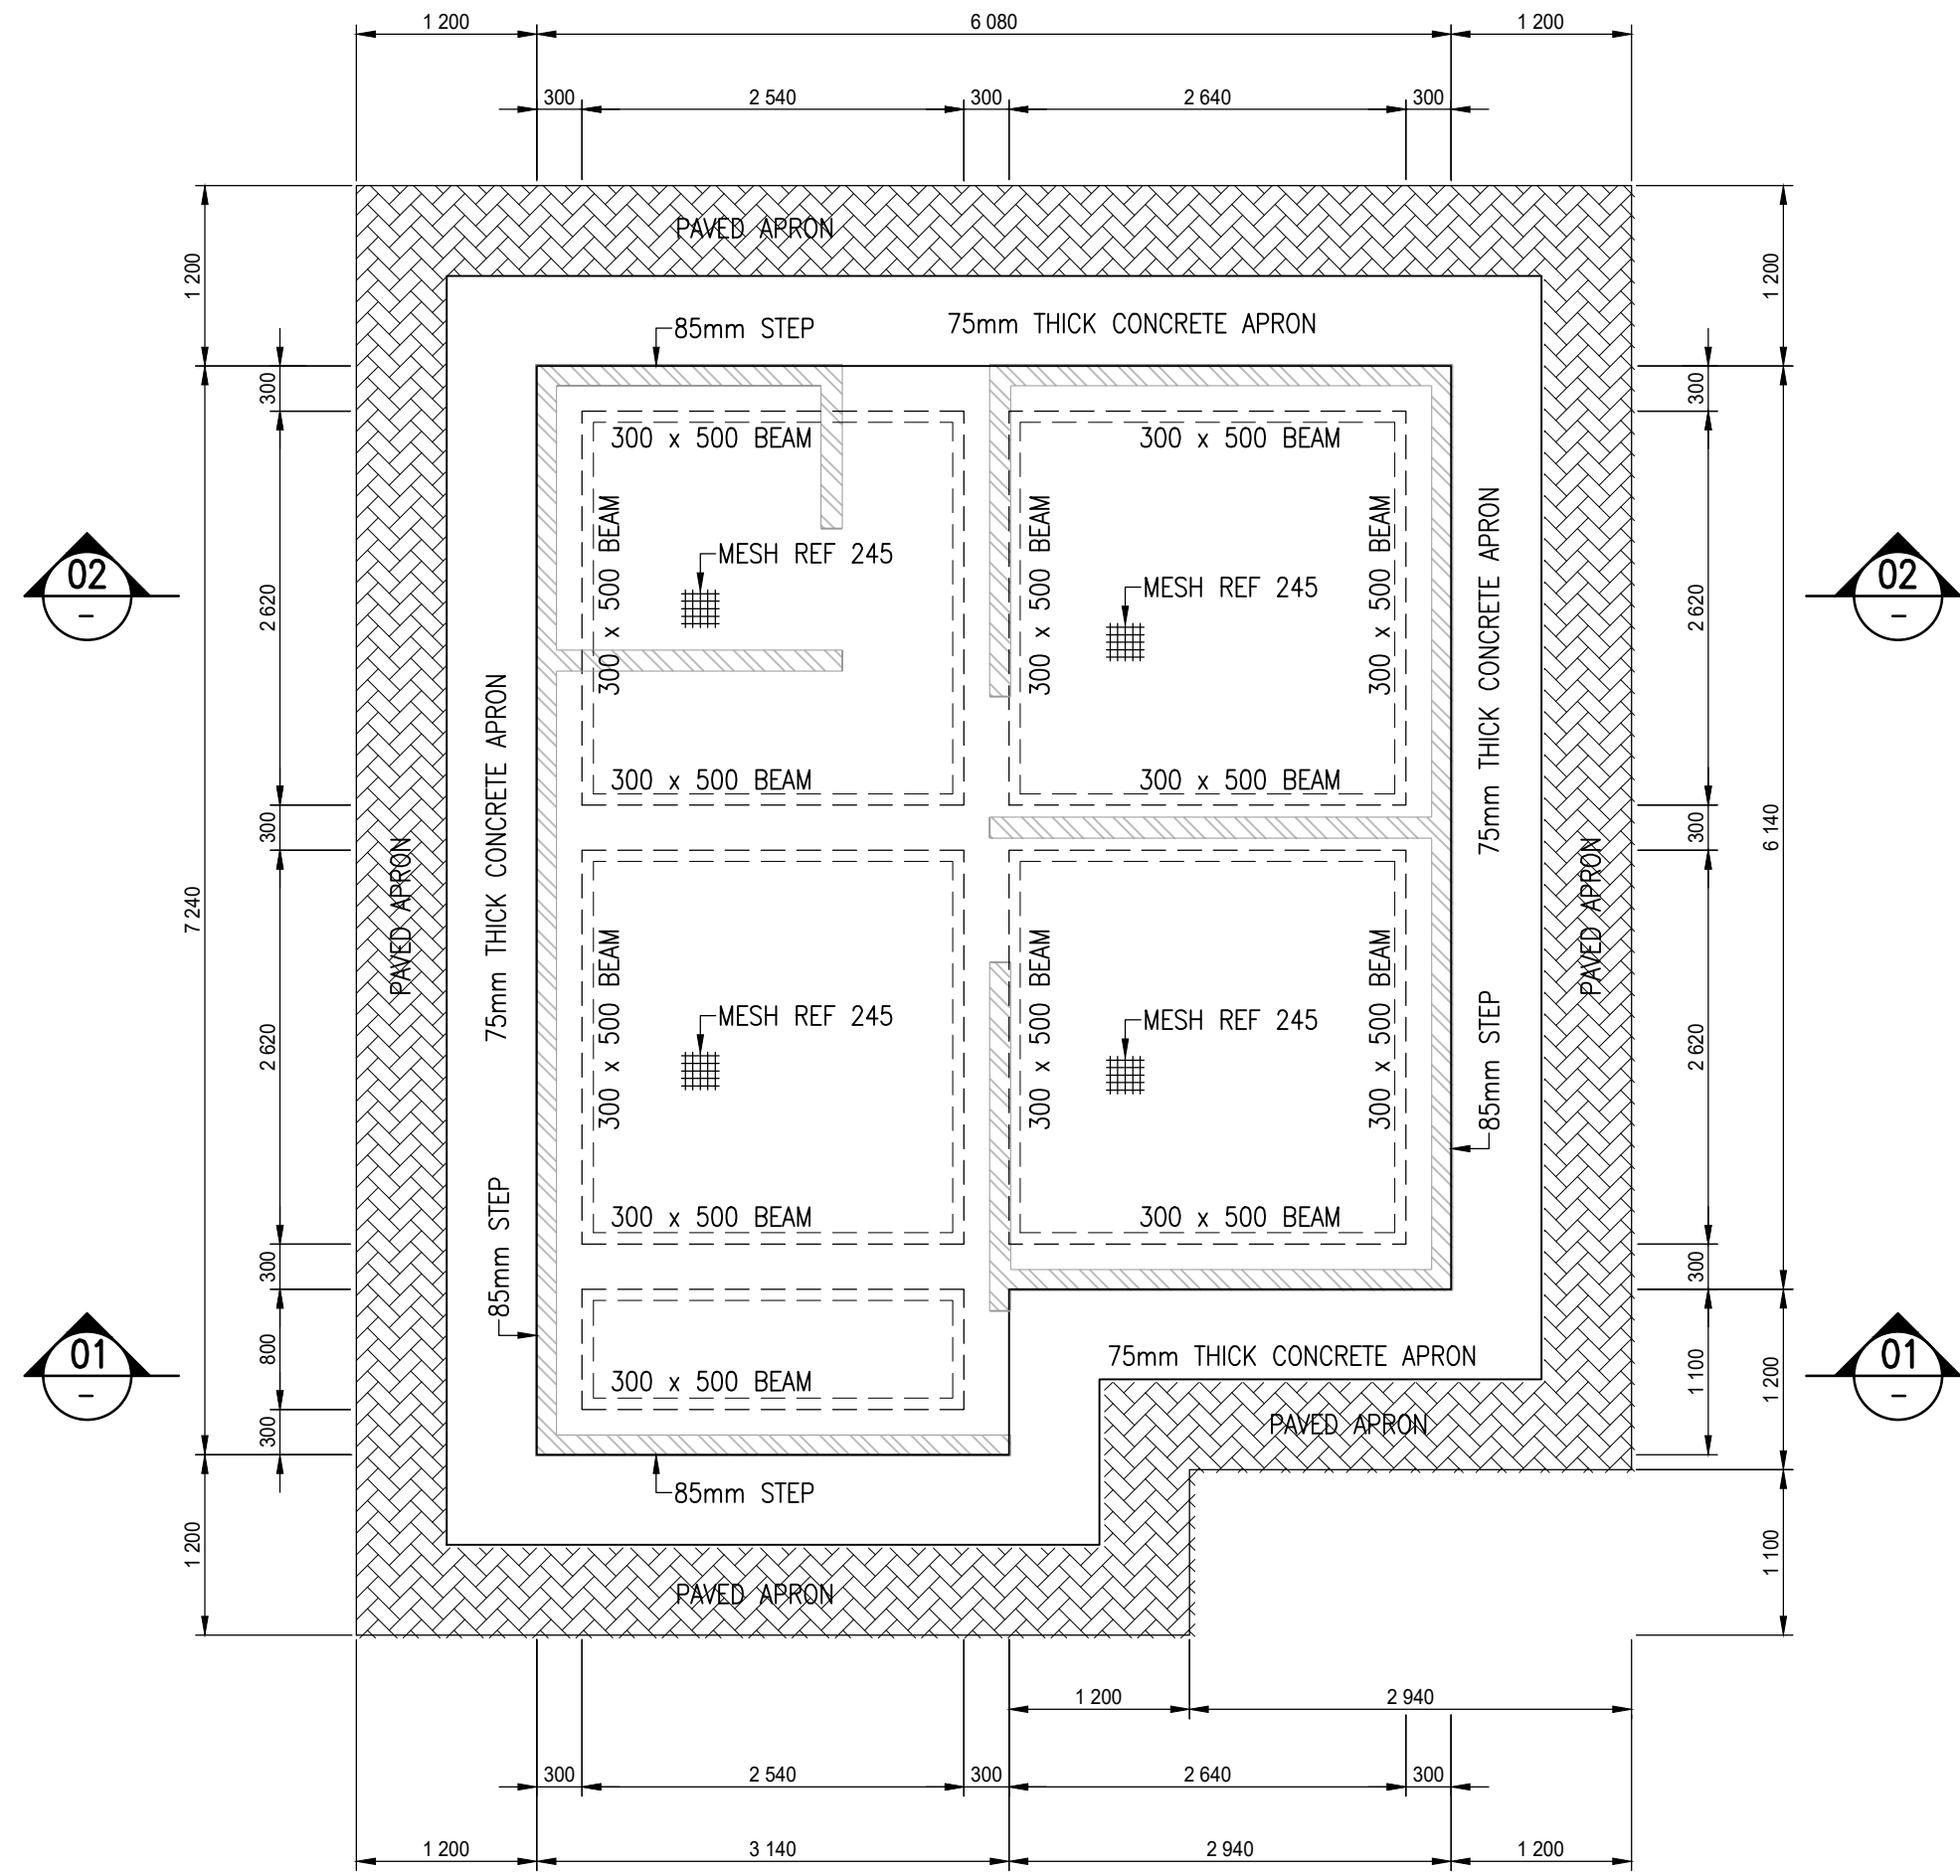 1 200
6 080
1 200
300
2 540
300
2 640
300
PAVED APRON
85mm STEP
75mm THICK CONCRETE APRON
1 200
1 200
300
300
300 x 500 BEAM
300 x 500 BEAM
300 x 500 BEAM
300 x 500 BEAM
300 x 500 BEAM
75mm THICK CONCRETE APRON
MESH REF 245
MESH REF 245
02
-
02
-
2 620
2 620
75mm THICK CONCRETE APRON
300 x 500 BEAM
300 x 500 BEAM
300
300
6 140
7 240
PAVED APRON
PAVED APRON
300 x 500 BEAM
300 x 500 BEAM
300 x 500 BEAM
MESH REF 245
MESH REF 245
2 620
2 620
85mm STEP
85mm STEP
300 x 500 BEAM
300 x 500 BEAM
300
300
01
-
01
-
800
75mm THICK CONCRETE APRON
300 x 500 BEAM
1 100
1 200
PAVED APRON
300
85mm STEP
1 200
1 100
PAVED APRON
1 200
2 940
300
2 540
300
2 640
300
1 200
3 140
2 940
1 200